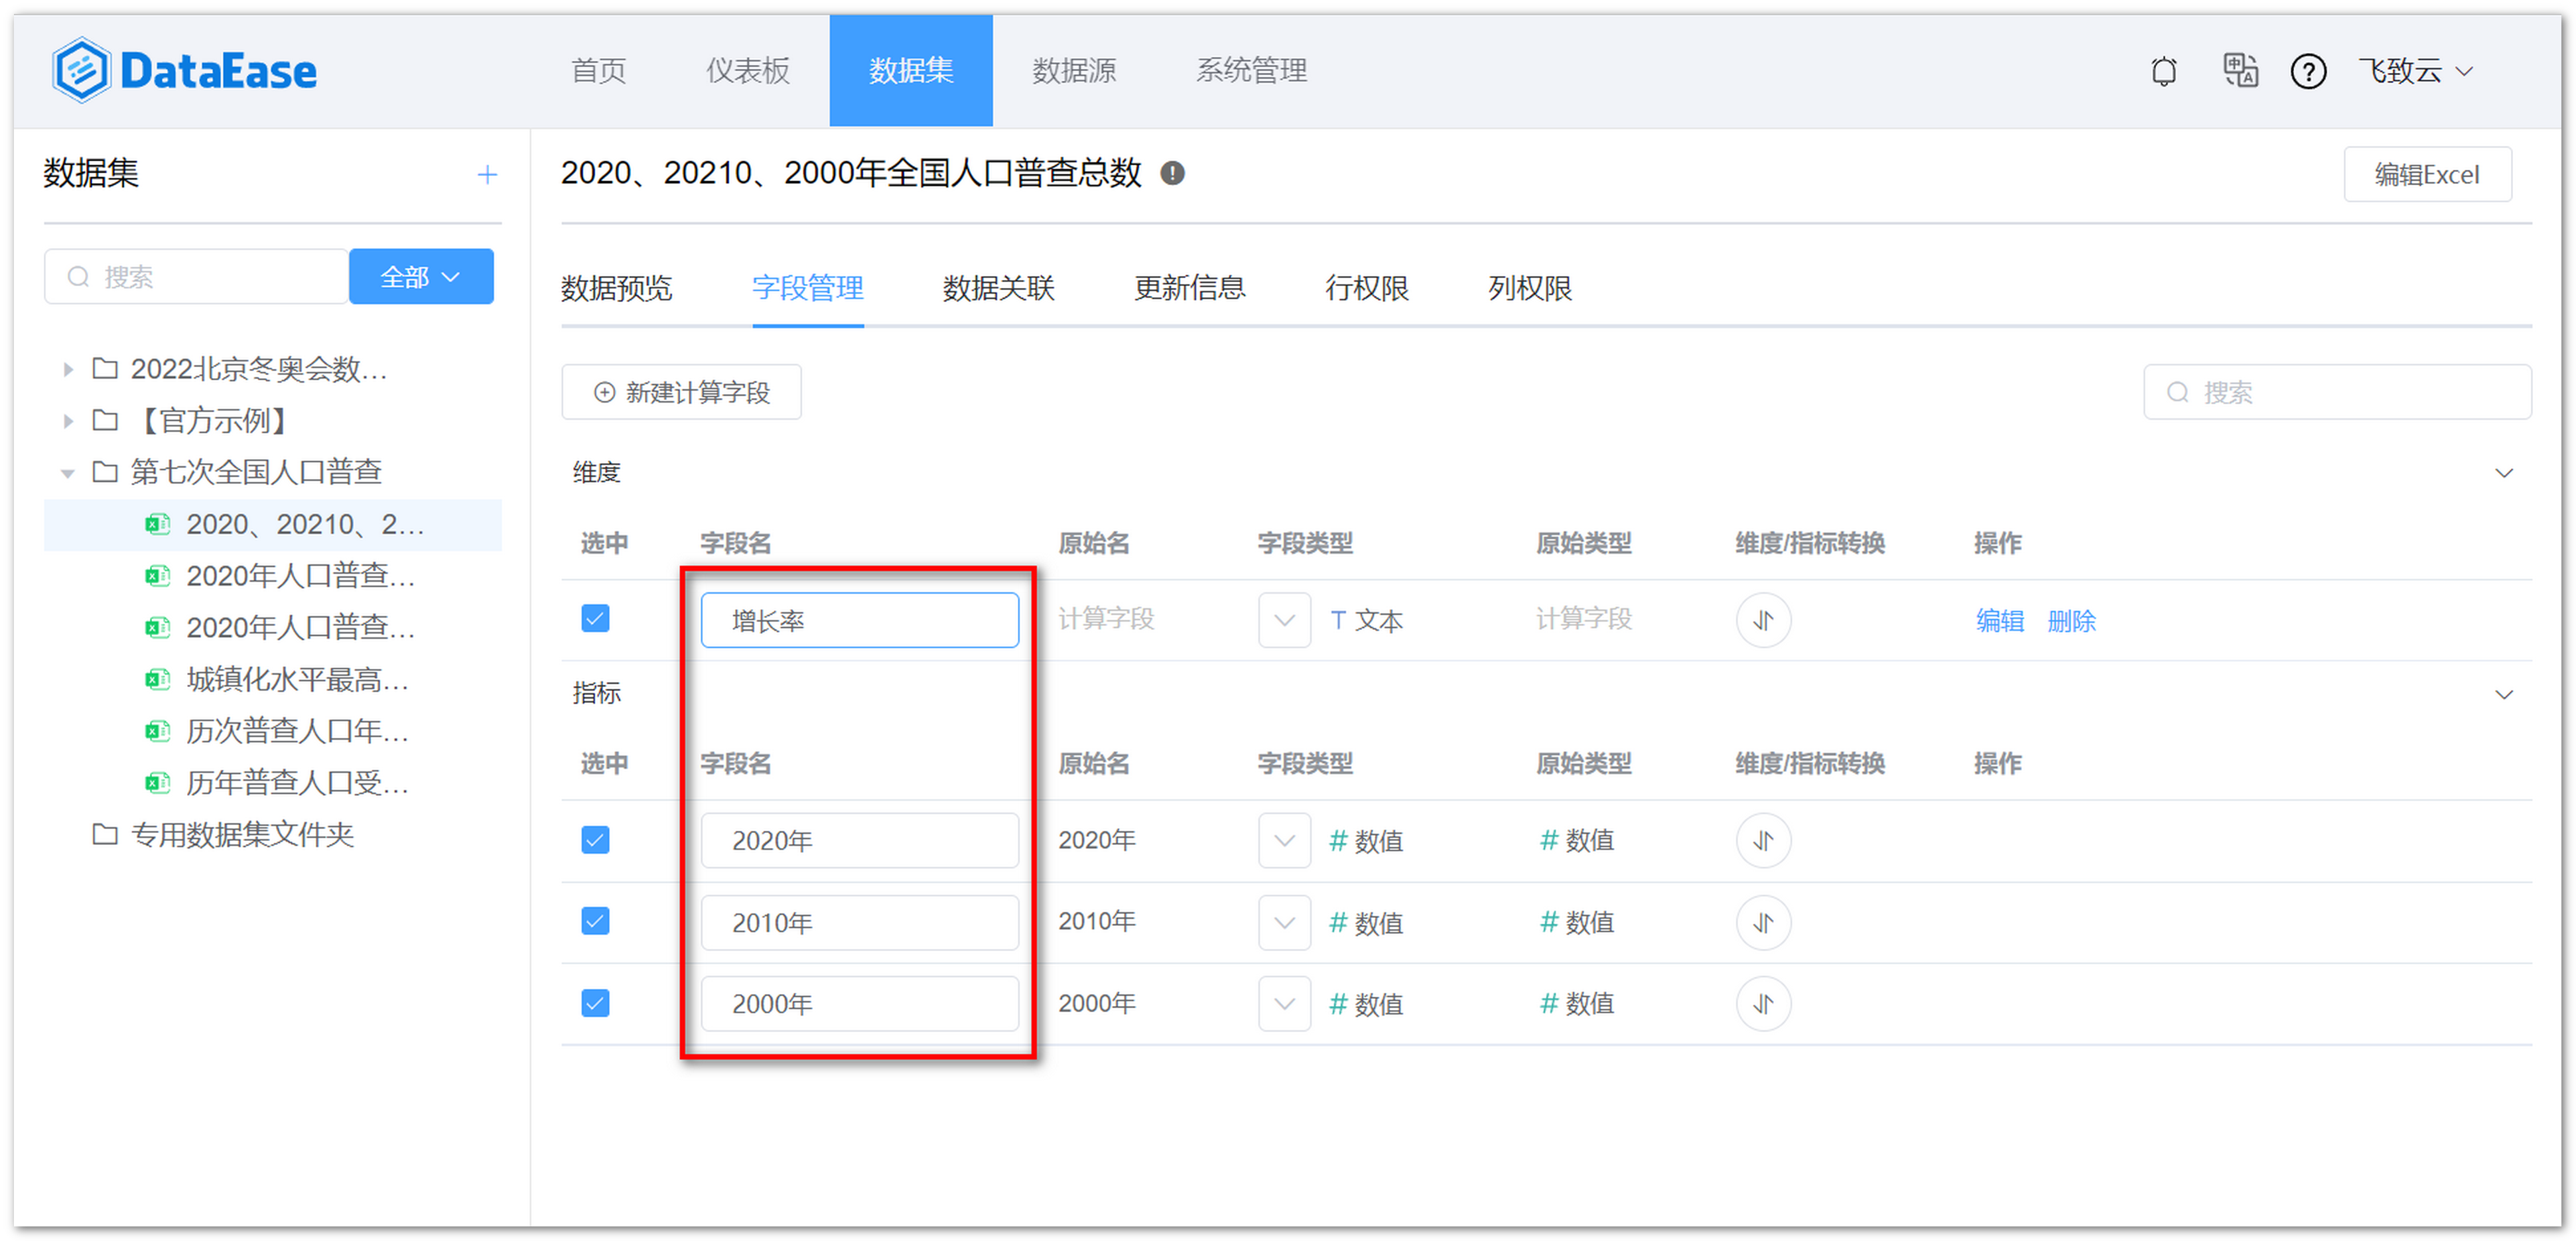 DataEase 首页 仪表板 数据集 数据源 系统管理 飞致云
数据集
搜索 全部
2022北京冬奥会数...
【官方示例】
第七次全国人口普查
2020、20210、2...
2020年人口普查...
2020年人口普查...
城镇化水平最高...
历次普查人口年...
历年普查人口受...
专用数据集文件夹
2020、20210、2000年全国人口普查总数 编辑Excel
数据预览 字段管理 数据关联 更新信息 行权限 列权限
新建计算字段 搜索
维度
选中 字段名 原始名 字段类型 原始类型 维度/指标转换 操作
增长率 计算字段 T 文本 计算字段 编辑 删除
指标
选中 字段名 原始名 字段类型 原始类型 维度/指标转换 操作
2020年 2020年 # 数值 # 数值
2010年 2010年 # 数值 # 数值
2000年 2000年 # 数值 # 数值